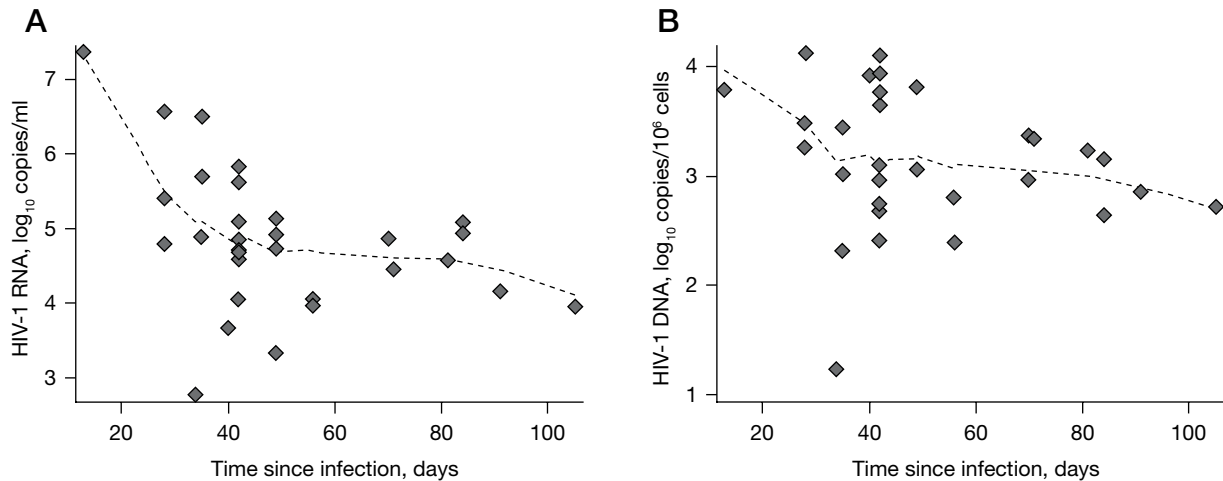 A
HIV-1 RNA, log₁₀ copies/ml
7
6
5
4
3
20 40 60 80 100
Time since infection, days
B
HIV-1 DNA, log₁₀ copies/10⁶ cells
4
3
2
1
20 40 60 80 100
Time since infection, days